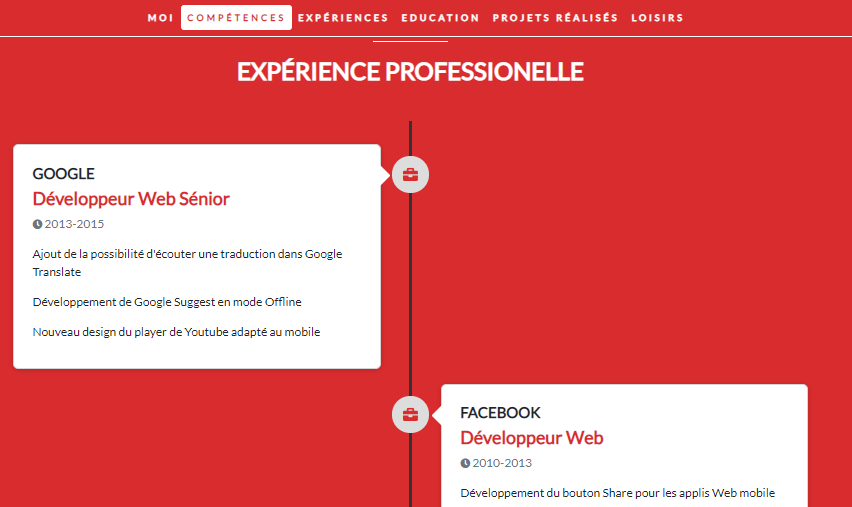 MOI COMPÉTENCES EXPÉRIENCES EDUCATION PROJETS RÉALISÉS LOISIRS
EXPÉRIENCE PROFESSIONELLE
GOOGLE
Développeur Web Sénior
2013-2015
Ajout de la possibilité d'écouter une traduction dans Google
Translate
Développement de Google Suggest en mode Offline
Nouveau design du player de Youtube adapté au mobile
FACEBOOK
Développeur Web
2010-2013
Développement du bouton Share pour les applis Web mobile